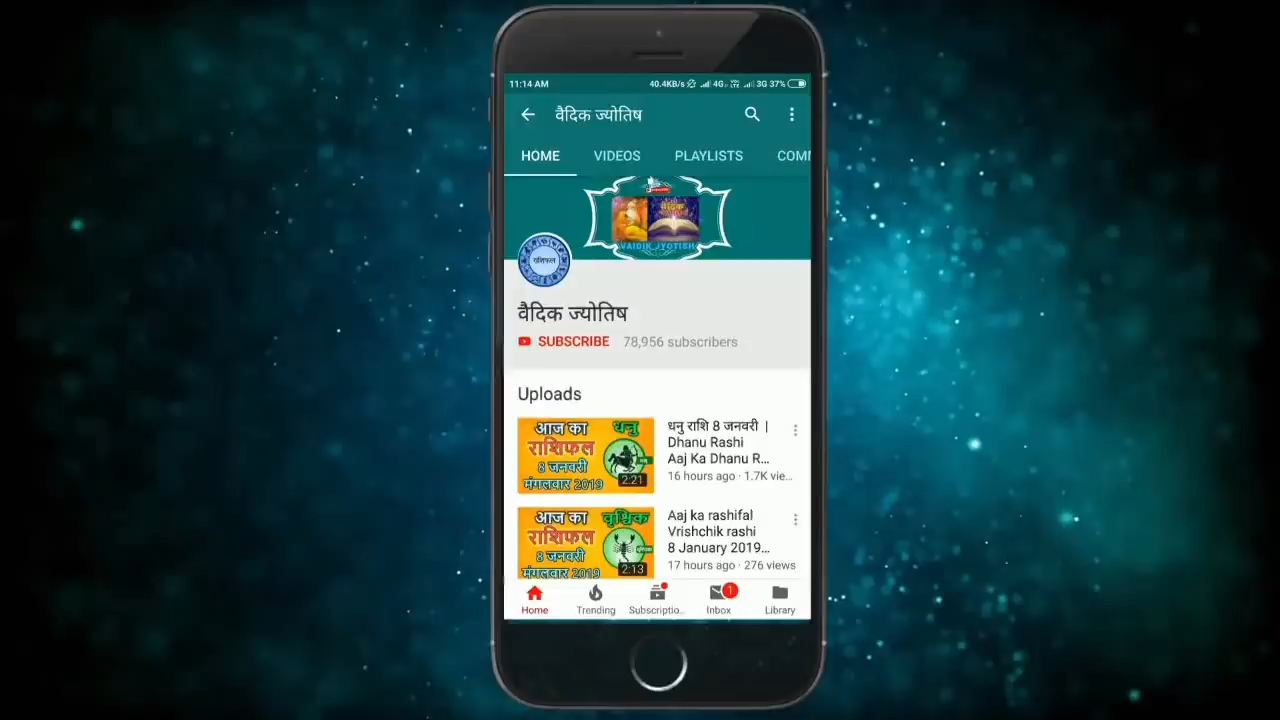 11:14 AM
40.4KB/s 4G 3G 37%
वैदिक ज्योतिष
HOME VIDEOS PLAYLISTS COMM
वैदिक
VAIDIK JYOTISH
राशिफल
वैदिक ज्योतिष
SUBSCRIBE 78,956 subscribers
Uploads
आज का धनु
राशिफल
8 जनवरी
मंगलवार 2019
2:21
धनु राशि 8 जनवरी |
Dhanu Rashi
Aaj Ka Dhanu R...
16 hours ago · 1.7K vie...
आज का वृश्चिक
राशिफल
8 जनवरी
मंगलवार 2019
2:13
Aaj ka rashifal
Vrishchik rashi
8 January 2019...
17 hours ago · 276 views
1
Home Trending Subscriptio... Inbox Library